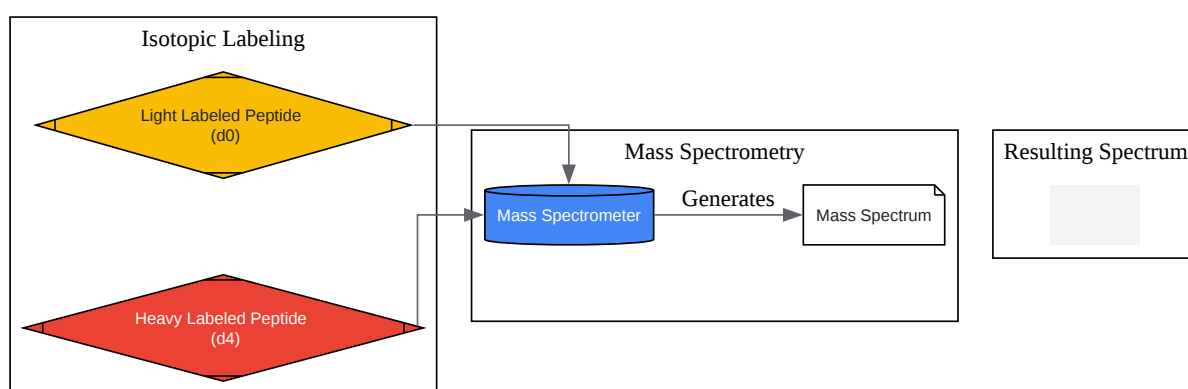 Isotopic Labeling
Light Labeled Peptide
(d0)
Mass Spectrometry
Resulting Spectrum
Mass Spectrometer
Generates
Mass Spectrum
Heavy Labeled Peptide
(d4)